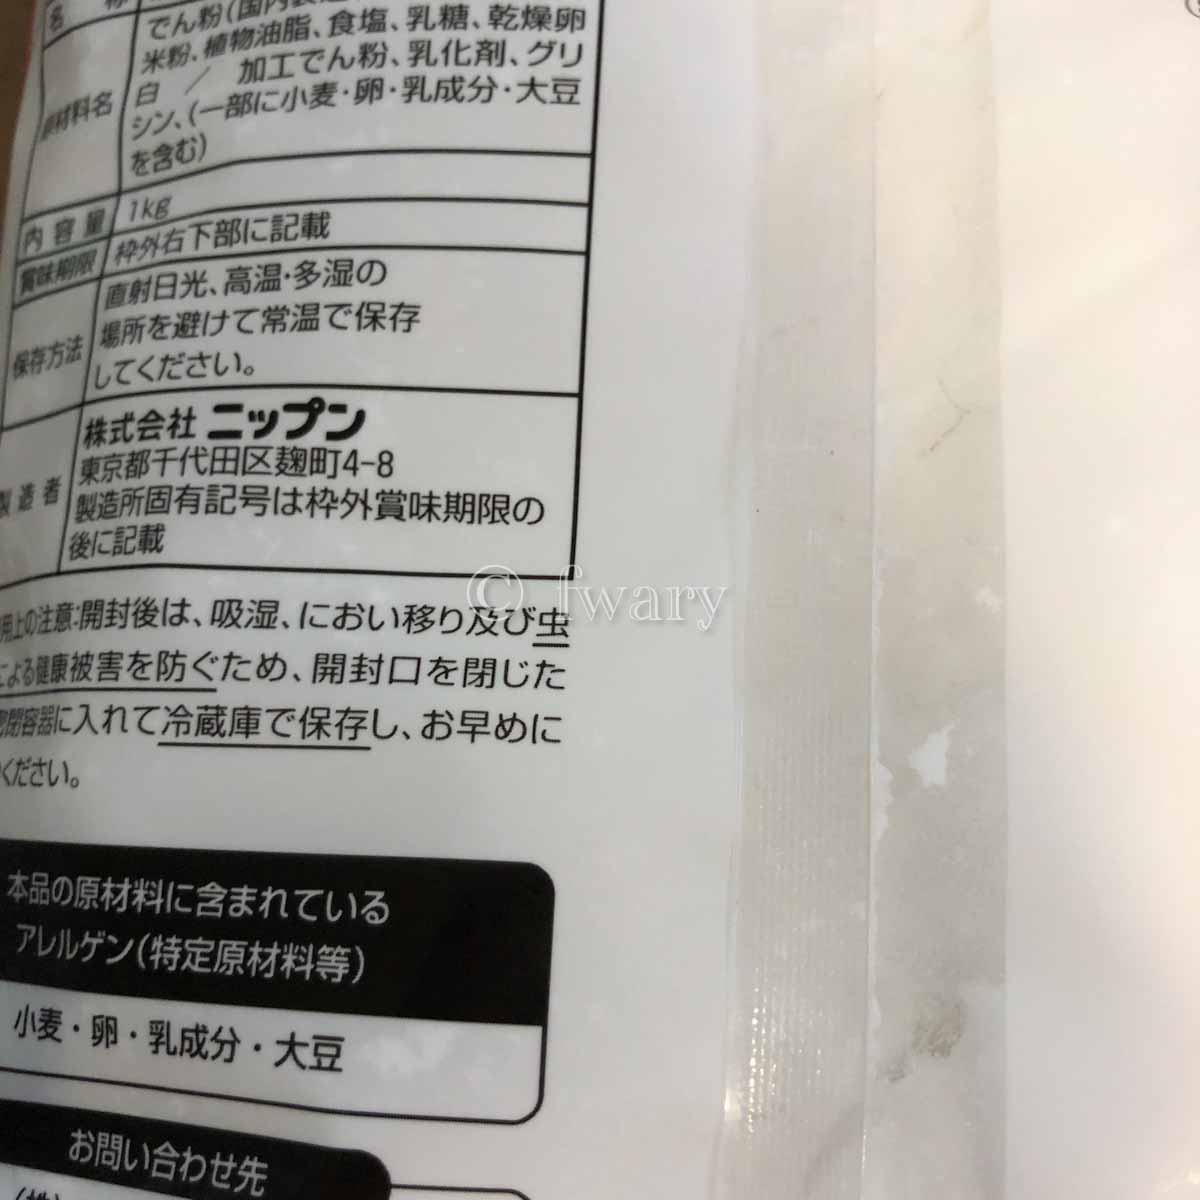 名 称
でん粉(国内製造
米粉、植物油脂、食塩、乳糖、乾燥卵
白 / 加工でん粉、乳化剤、グリ
シン、(一部に小麦・卵・乳成分・大豆
を含む)
原材料名
内容量 1kg
賞味期限 枠外右下部に記載
保存方法
直射日光、高温・多湿の
場所を避けて常温で保存
してください。
製造者
株式会社 ニップン
東京都千代田区麹町4-8
製造所固有記号は枠外賞味期限の
後に記載
© fwary
用上の注意:開封後は、吸湿、におい移り及び虫
による健康被害を防ぐため、開封口を閉じた
密閉容器に入れて冷蔵庫で保存し、お早めに
ください。
本品の原材料に含まれている
アレルゲン(特定原材料等)
小麦・卵・乳成分・大豆
お問い合わせ先